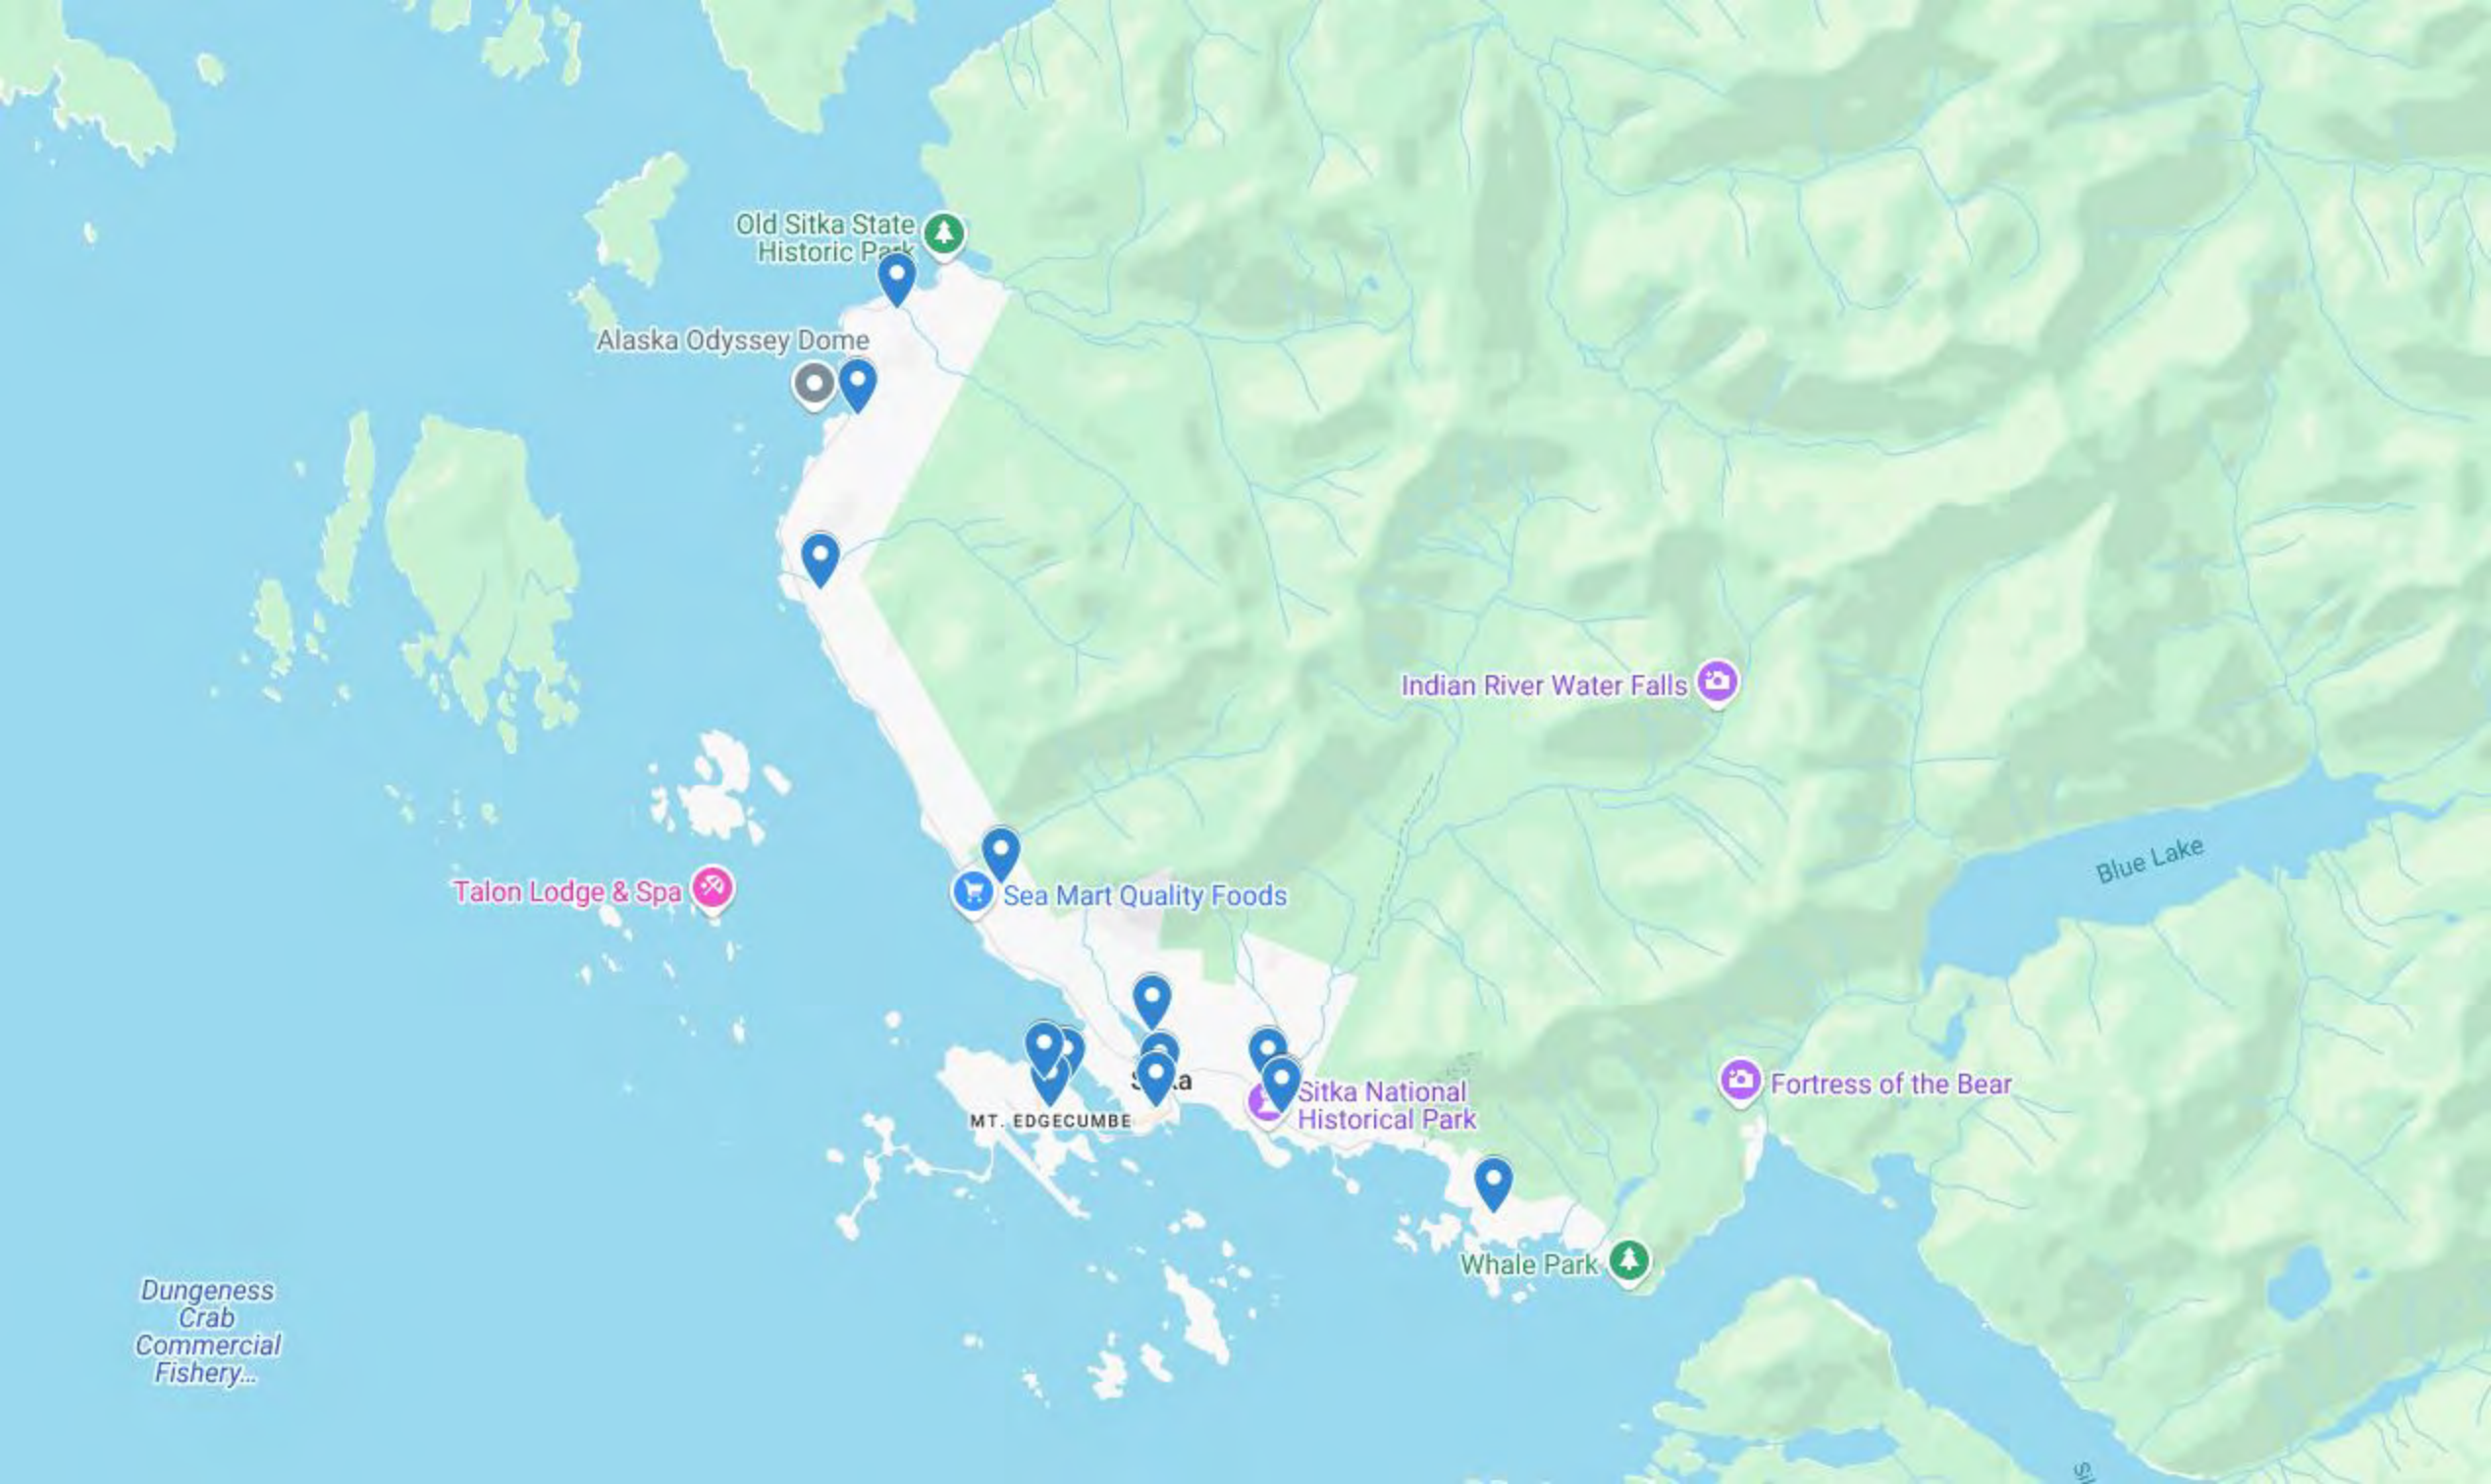 Old Sitka State
Historic Park
Alaska Odyssey Dome
Indian River Water Falls
Blue Lake
Talon Lodge & Spa
Sea Mart Quality Foods
Sitka National
Historical Park
Fortress of the Bear
MT. EDGECUMBE
Whale Park
Dungeness
Crab
Commercial
Fishery...